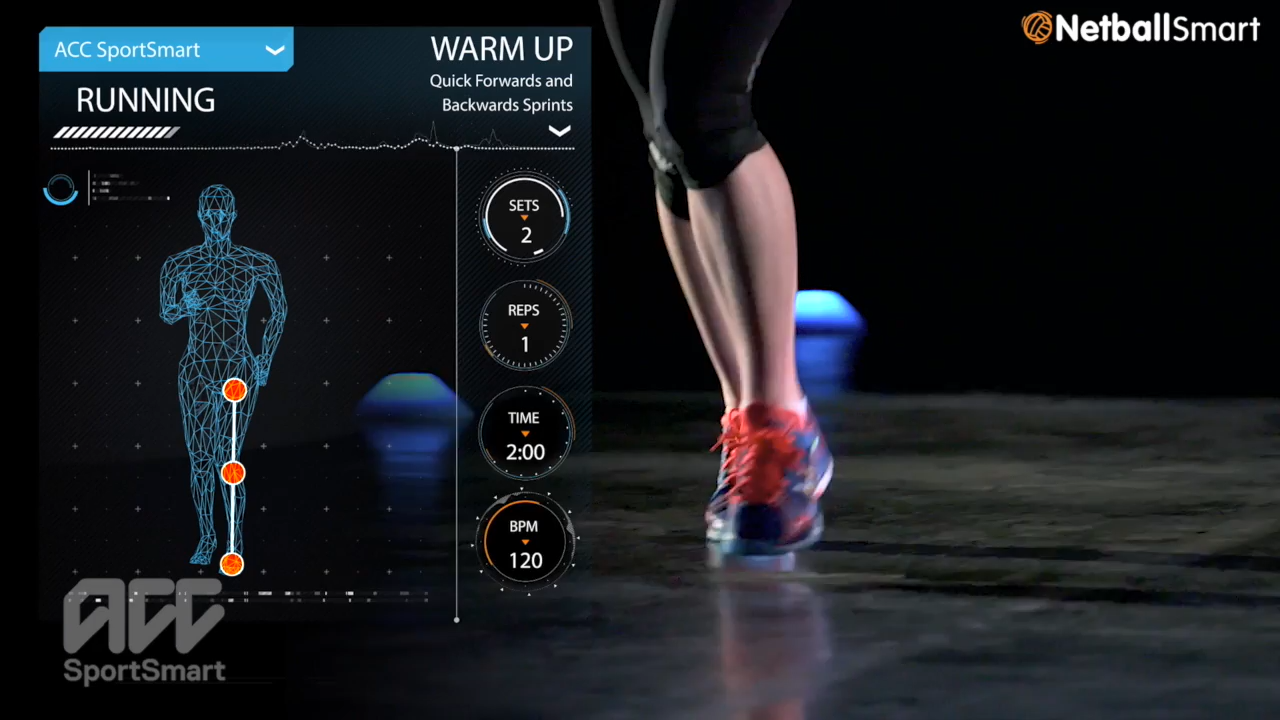 ACC SportSmart
WARM UP
Quick Forwards and
Backwards Sprints
RUNNING
SETS
2
REPS
1
TIME
2:00
BPM
120
NetballSmart
ACC
SportSmart